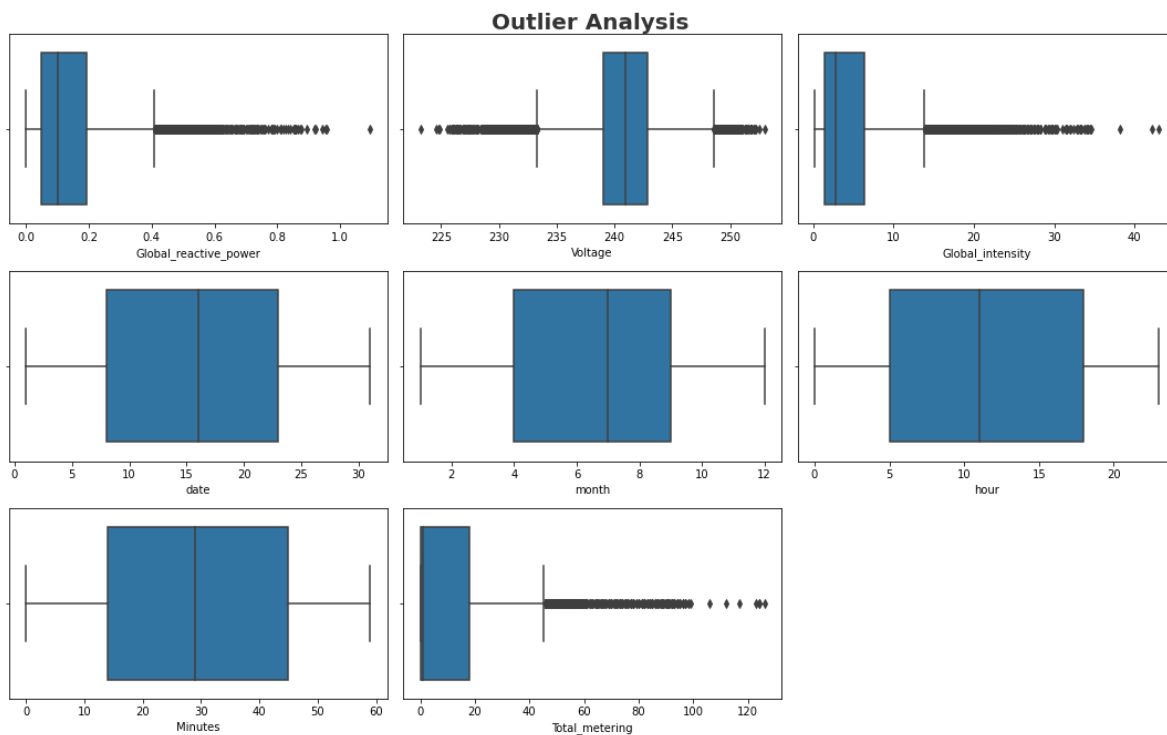 Outlier Analysis
0.0 0.2 0.4 0.6 0.8 1.0
Global_reactive_power
225 230 235 240 245 250
Voltage
0 10 20 30 40
Global_intensity
0 5 10 15 20 25 30
date
2 4 6 8 10 12
month
0 5 10 15 20
hour
0 10 20 30 40 50 60
Minutes
0 20 40 60 80 100 120
Total_metering